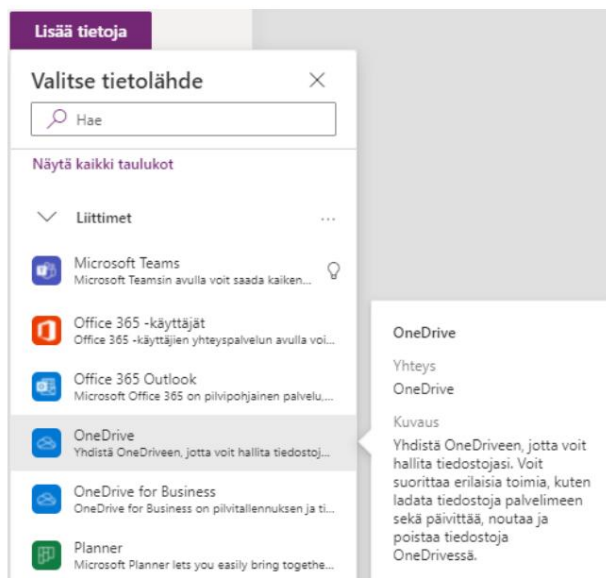 Lisää tietoja
Valitse tietolähde
Hae
Näytä kaikki taulukot
Liittimet
Microsoft Teams
Microsoft Teamsin avulla voit saada kaiken...
Office 365 -käyttäjät
Office 365 -käyttäjien yhteyspalvelun avulla voi...
Office 365 Outlook
Microsoft Office 365 on pilvipohjainen palvelu,...
OneDrive
Yhdistä OneDriveen, jotta voit hallita tiedostoj...
OneDrive for Business
OneDrive for Business on pilvitallennuksen ja ti...
Planner
Microsoft Planner lets you easily bring togethe...
OneDrive
Yhteys
OneDrive
Kuvaus
Yhdistä OneDriveen, jotta voit
hallita tiedostojasi. Voit
suorittaa erilaisia toimia, kuten
ladata tiedostoja palvelimeen
sekä päivittää, noutaa ja
poistaa tiedostoja
OneDrivessä.